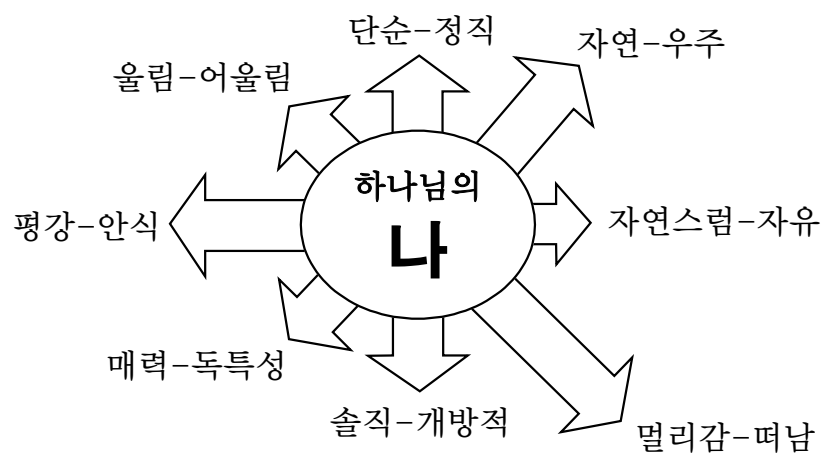 단순-정직
자연-우주
울림-어울림
하나님의
나
평강-안식
자연스럼-자유
매력-독특성
솔직-개방적
멀리감-떠남